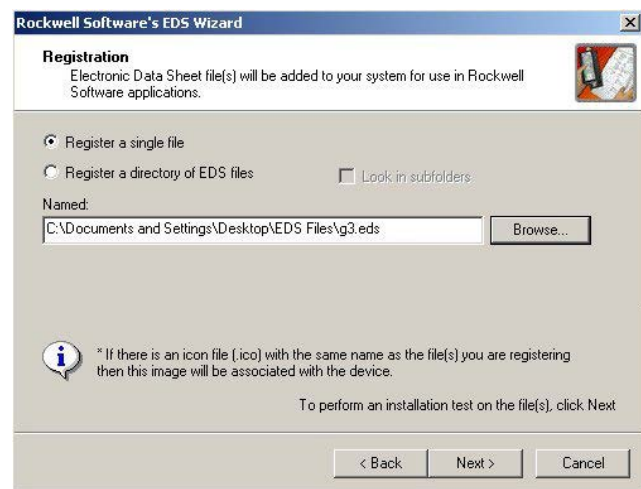 Rockwell Software's EDS Wizard
Registration
Electronic Data Sheet file(s) will be added to your system for use in Rockwell
Software applications.
Register a single file
Register a directory of EDS files
Look in subfolders
Named:
C:\Documents and Settings\Desktop\EDS Files\g3.eds
Browse...
* If there is an icon file (.ico) with the same name as the file(s) you are registering
then this image will be associated with the device.
To perform an installation test on the file(s), click Next
< Back
Next >
Cancel